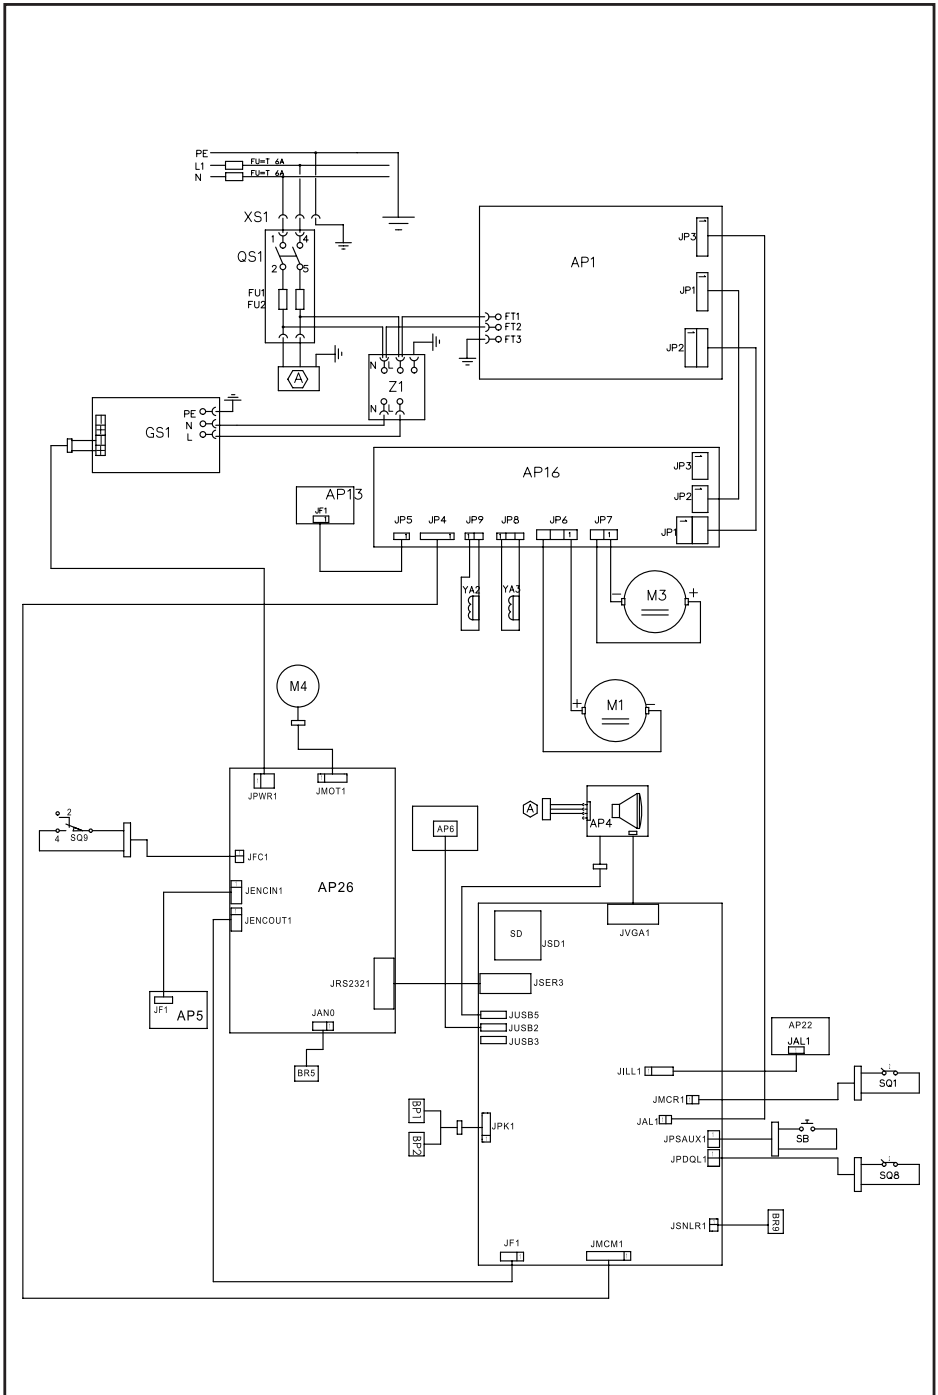 PE
L1 FU=T 6A
N FU=T 6A
XS1
1 4
QS1
2 5
FU1
FU2
A
AP1
JP3
JP1
JP2
FT1
FT2
FT3
N L
Z1
N L
GS1
PE
N
L
AP16
JP3
JP2
JP1
AP13
JF1
JP5 JP4 JP9 JP8 JP6 JP7
1 1 1 1
YA2 YA3
M3
- +
M4
M1
+ -
JPWR1 JMOT1
2
4 SQ9
JFC1
AP26
JENCIN1
JENCOUT1
JRS2321
JAN0
BR5
JF1
AP5
AP6
A
AP4
JVGA1
SD
JSD1
JSER3
JUSB5
JUSB2
JUSB3
AP22
JAL1
JILL1
SQ1
JMCR1
JAL1
JPSAUX1
SB
JPDQL1
SQ8
BP1
BP2
JPK1
JSNLR1
BR9
JF1 JMCM1